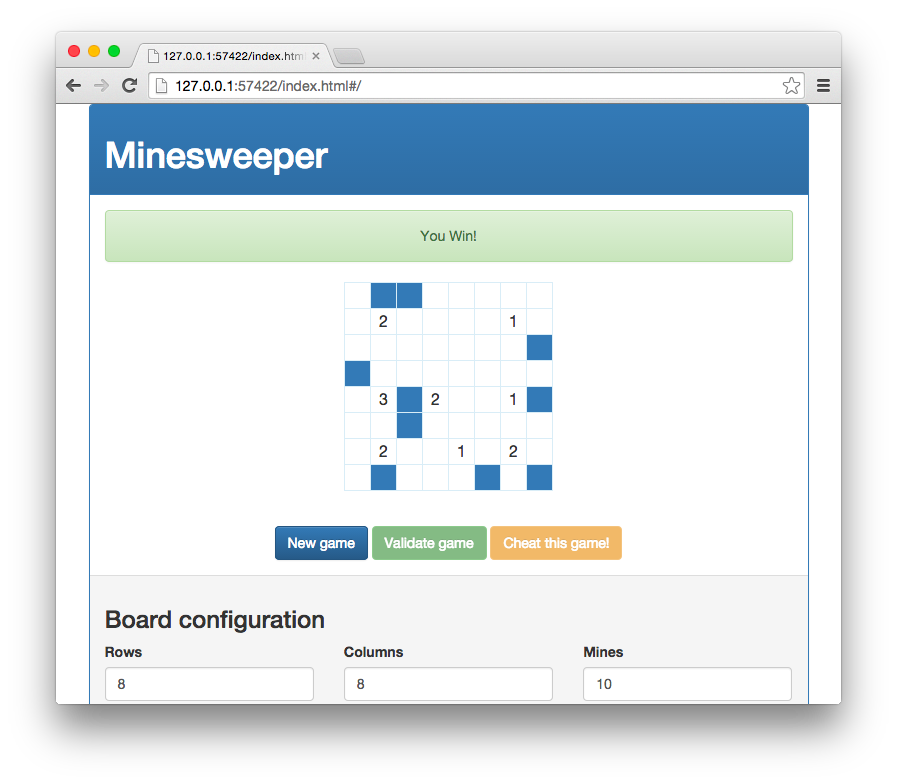 127.0.0.1:57422/index.htm
127.0.0.1:57422/index.html#/
Minesweeper
You Win!
2 1
3 2 1
2 1 2
New game Validate game Cheat this game!
Board configuration
Rows Columns Mines
8 8 10